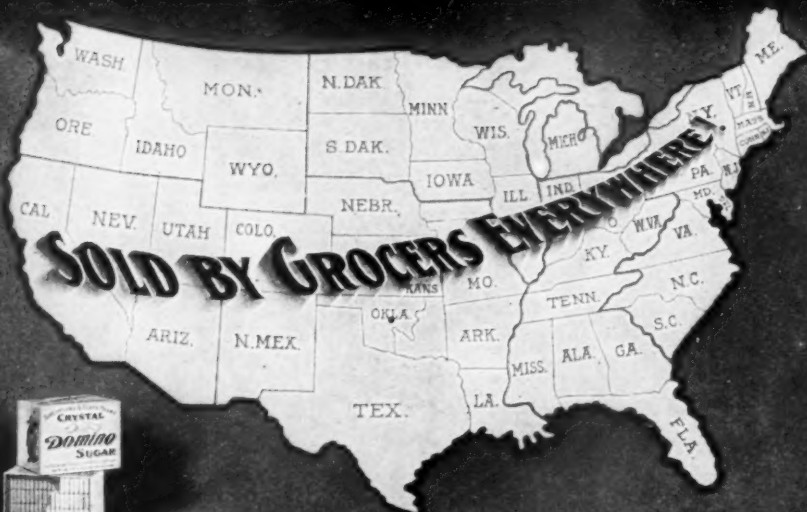 WASH.
MON.
N.DAK
MINN
ME.
VT.
N.H.
ORE.
IDAHO
WYO.
S.DAK.
WIS.
MICH
N.Y.
MASS.
CONN.
IOWA
NEBR.
ILL
IND.
PA.
N.J.
MD.
CAL
NEV.
UTAH
COLO.
O.
W.VA.
VA.
SOLD BY GROCERS EVERYWHERE!
KANS
MO.
KY.
OKLA.
TENN.
N.C.
ARIZ.
N.MEX.
ARK.
S.C.
MISS.
ALA.
GA.
TEX.
LA.
FLA.
CRYSTAL
Domino
SUGAR